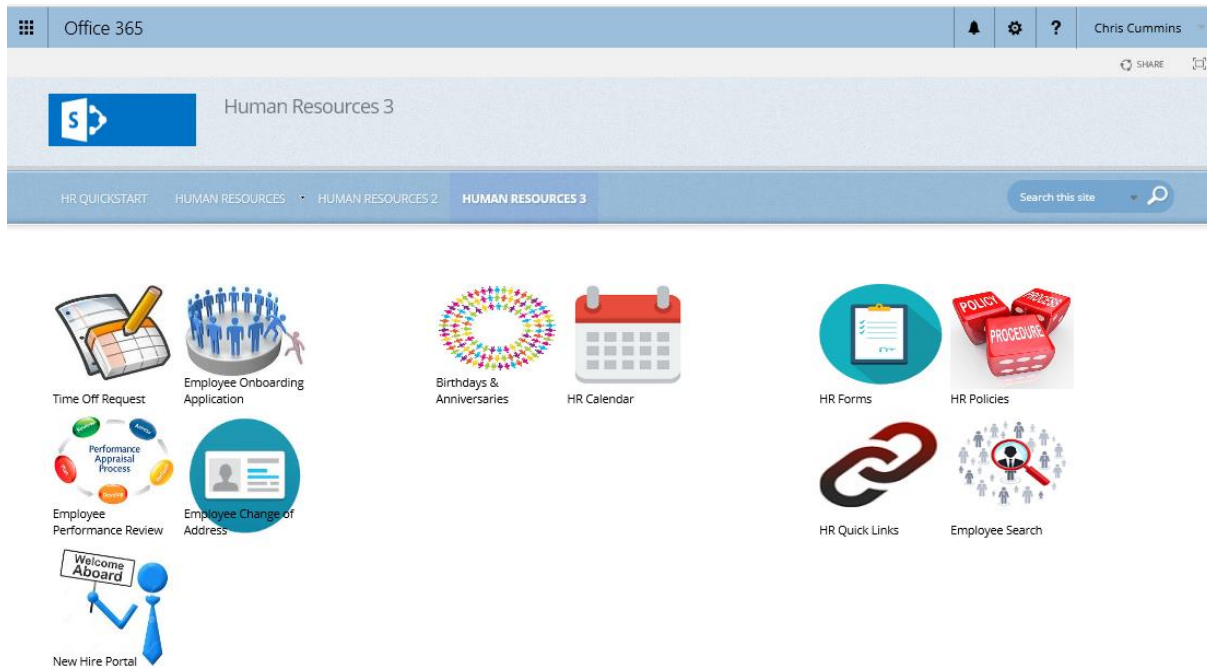 Office 365
?
Chris Cummins
SHARE
S
Human Resources 3
HR QUICKSTART
HUMAN RESOURCES
HUMAN RESOURCES 2
HUMAN RESOURCES 3
Search this site
Time Off Request
Employee Onboarding
Application
Birthdays &
Anniversaries
HR Calendar
HR Forms
POLICY
PROCESS
PROCEDURE
HR Policies
Performance
Appraisal
Process
Employee
Performance Review
Employee Change of
Address
HR Quick Links
Employee Search
Welcome
Aboard
New Hire Portal